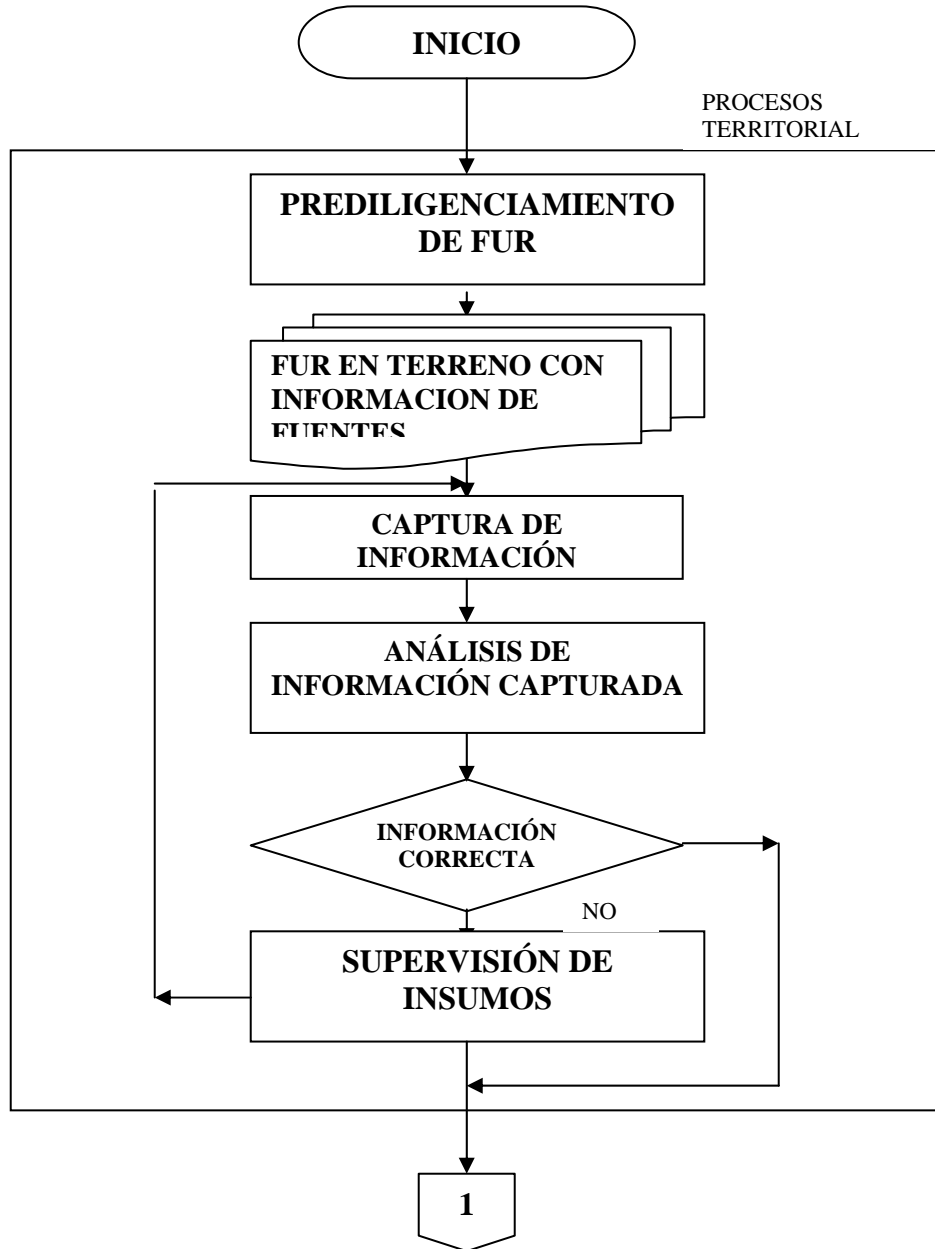 INICIO
PROCESOS
TERRITORIAL
PREDILIGENCIAMIENTO
DE FUR
FUR EN TERRENO CON
INFORMACION DE
FUENTES
CAPTURA DE
INFORMACIÓN
ANÁLISIS DE
INFORMACIÓN CAPTURADA
INFORMACIÓN
CORRECTA
NO
SUPERVISIÓN DE
INSUMOS
1